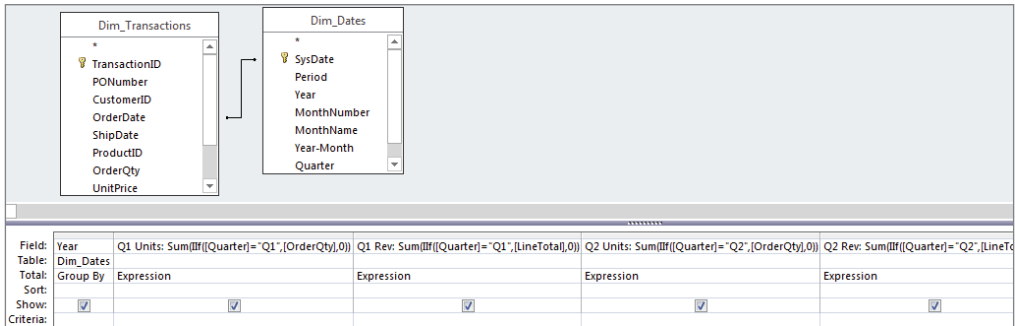 Dim_Transactions
*
TransactionID
PONumber
CustomerID
OrderDate
ShipDate
ProductID
OrderQty
UnitPrice
Dim_Dates
*
SysDate
Period
Year
MonthNumber
MonthName
Year-Month
Quarter
Field: Year Q1 Units: Sum(IIf([Quarter]="Q1",[OrderQty],0)) Q1 Rev: Sum(IIf([Quarter]="Q1",[LineTotal],0)) Q2 Units: Sum(IIf([Quarter]="Q2",[OrderQty],0)) Q2 Rev: Sum(IIf([Quarter]="Q2",[LineTo
Table: Dim_Dates
Total: Group By Expression Expression Expression Expression
Sort:
Show:
Criteria: